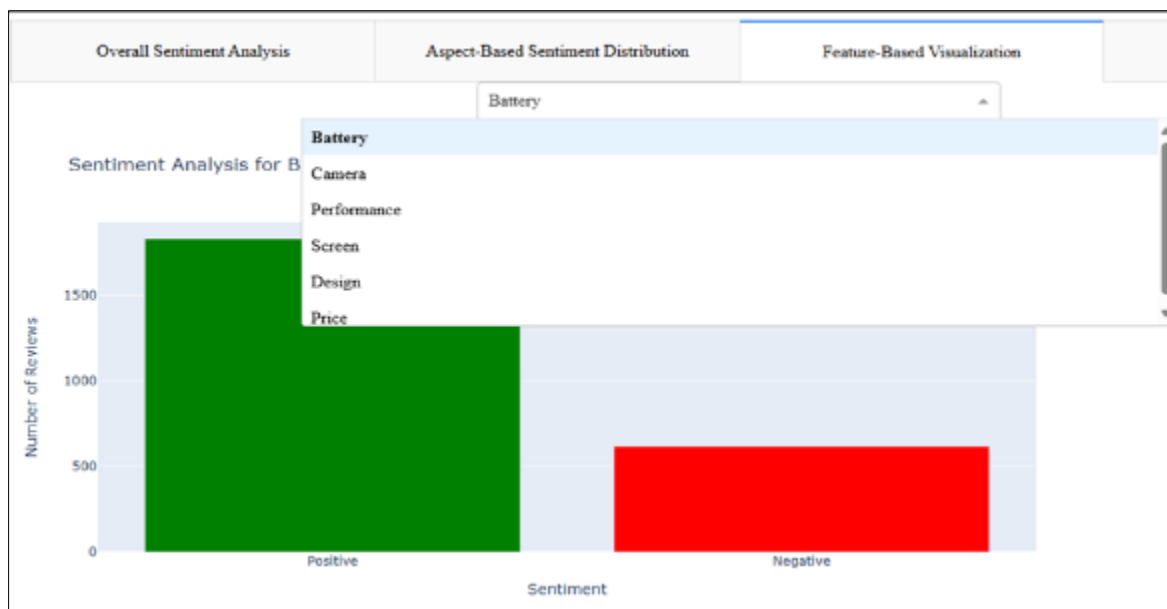 Overall Sentiment Analysis
Aspect-Based Sentiment Distribution
Feature-Based Visualization
Battery
Battery
Camera
Performance
Screen
Design
Price
Sentiment Analysis for B
Number of Reviews
1500
1000
500
0
Positive
Negative
Sentiment